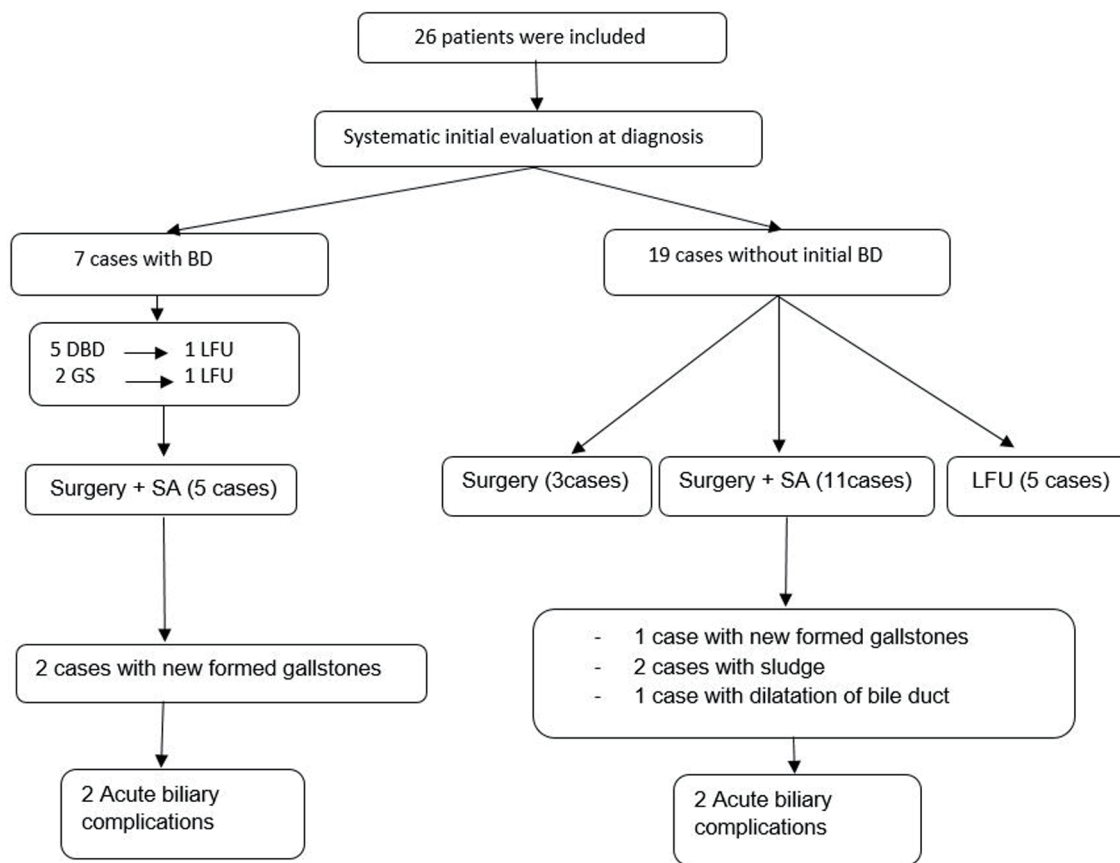 26 patients were included
Systematic initial evaluation at diagnosis
7 cases with BD
19 cases without initial BD
5 DBD 1 LFU
2 GS 1 LFU
Surgery + SA (5 cases)
Surgery (3cases)
Surgery + SA (11cases)
LFU (5 cases)
2 cases with new formed gallstones
- 1 case with new formed gallstones
- 2 cases with sludge
- 1 case with dilatation of bile duct
2 Acute biliary
complications
2 Acute biliary
complications